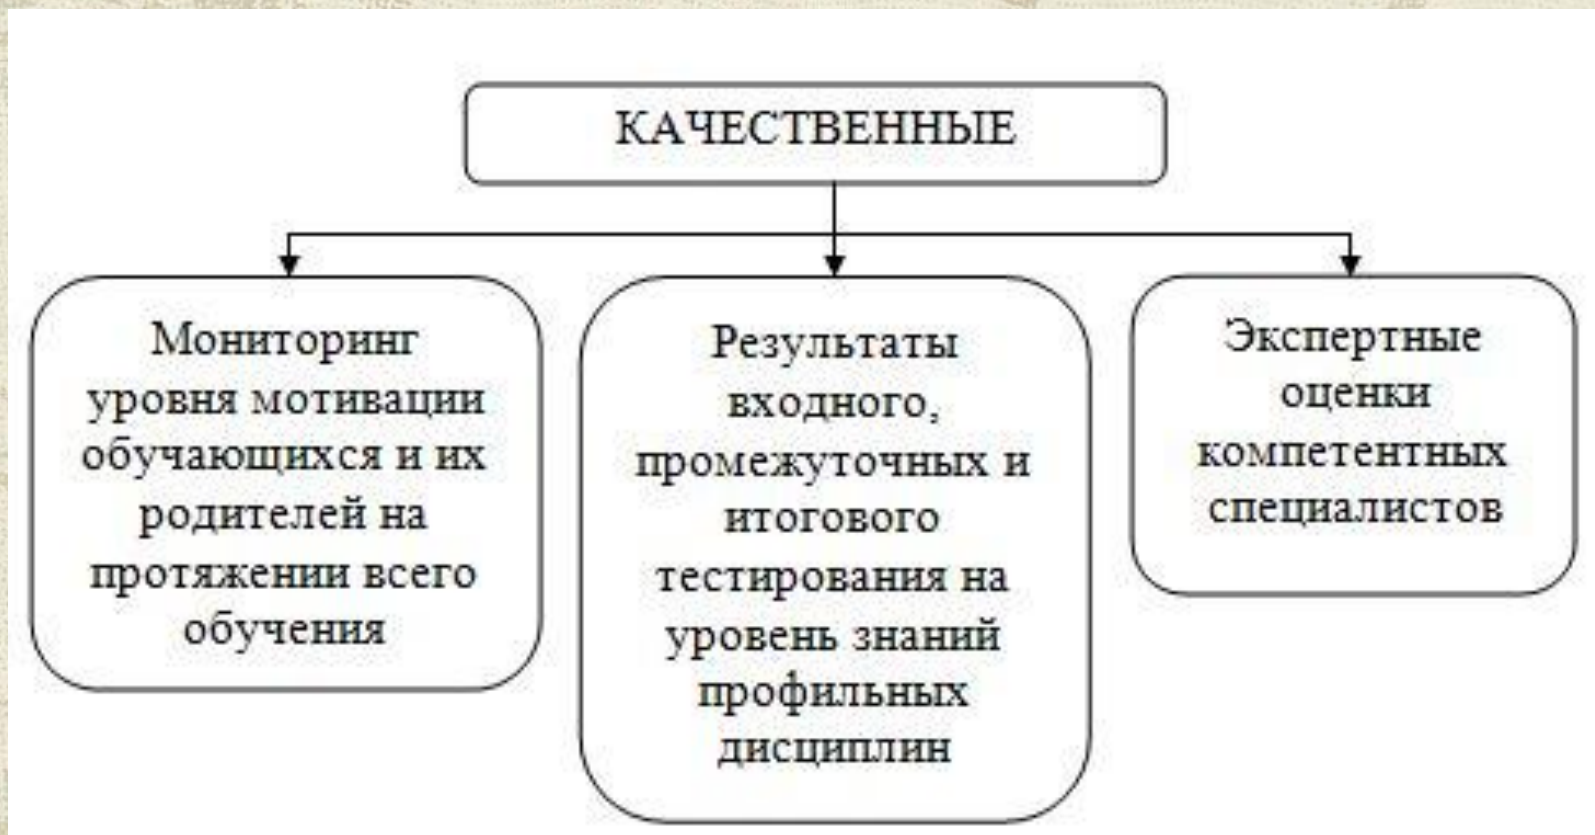 КАЧЕСТВЕННЫЕ
Мониторинг
уровня мотивации
обучающихся и их
родителей на
протяжении всего
обучения
Результаты
входного,
промежуточных и
итогового
тестирования на
уровень знаний
профильных
дисциплин
Экспертные
оценки
компетентных
специалистов